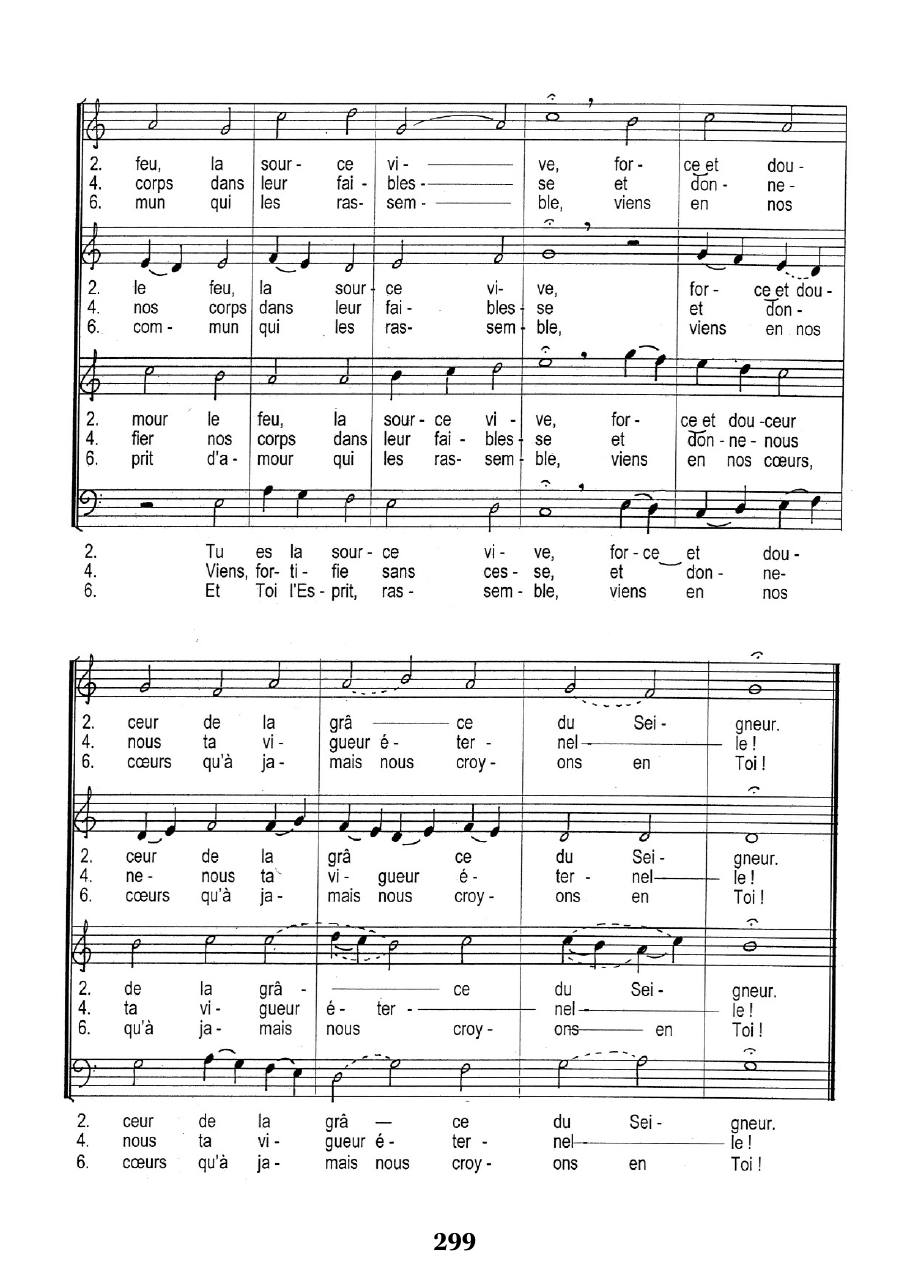 2. feu, la sour - ce vi - ve, for - ce et dou -
4. corps dans leur fai - bles - se et don - ne -
6. mun qui les ras- sem - ble, viens en nos
2. le feu, la sour - ce vi- ve, for - ce et dou -
4. nos corps dans leur fai - bles - se et don -
6. com - mun qui les ras- sem - ble, viens en nos
2. mour le feu, la sour - ce vi - ve, for - ce et dou -ceur
4. fier nos corps dans leur fai - bles - se et don - ne - nous
6. prit d'a - mour qui les ras- sem - ble, viens en nos cœurs,
2. Tu es la sour - ce vi - ve, for - ce et dou -
4. Viens, for- ti - fie sans ces - se, et don - ne-
6. Et Toi l'Es - prit, ras - sem - ble, viens en nos
2. ceur de la grâ ce du Sei - gneur.
4. nous ta vi - gueur é - ter - nel le !
6. cœurs qu'à ja - mais nous croy - ons en Toi !
2. ceur de la grâ ce du Sei - gneur.
4. ne - nous ta vi - gueur é - ter - nel le !
6. cœurs qu'à ja - mais nous croy - ons en Toi !
2. de la grâ - ce du Sei - gneur.
4. ta vi - gueur é - ter - nel le !
6. qu'à ja - mais nous croy - ons en Toi !
2. ceur de la grâ — ce du Sei - gneur.
4. nous ta vi - gueur é - ter - nel le !
6. cœurs qu'à ja - mais nous croy - ons en Toi !
299